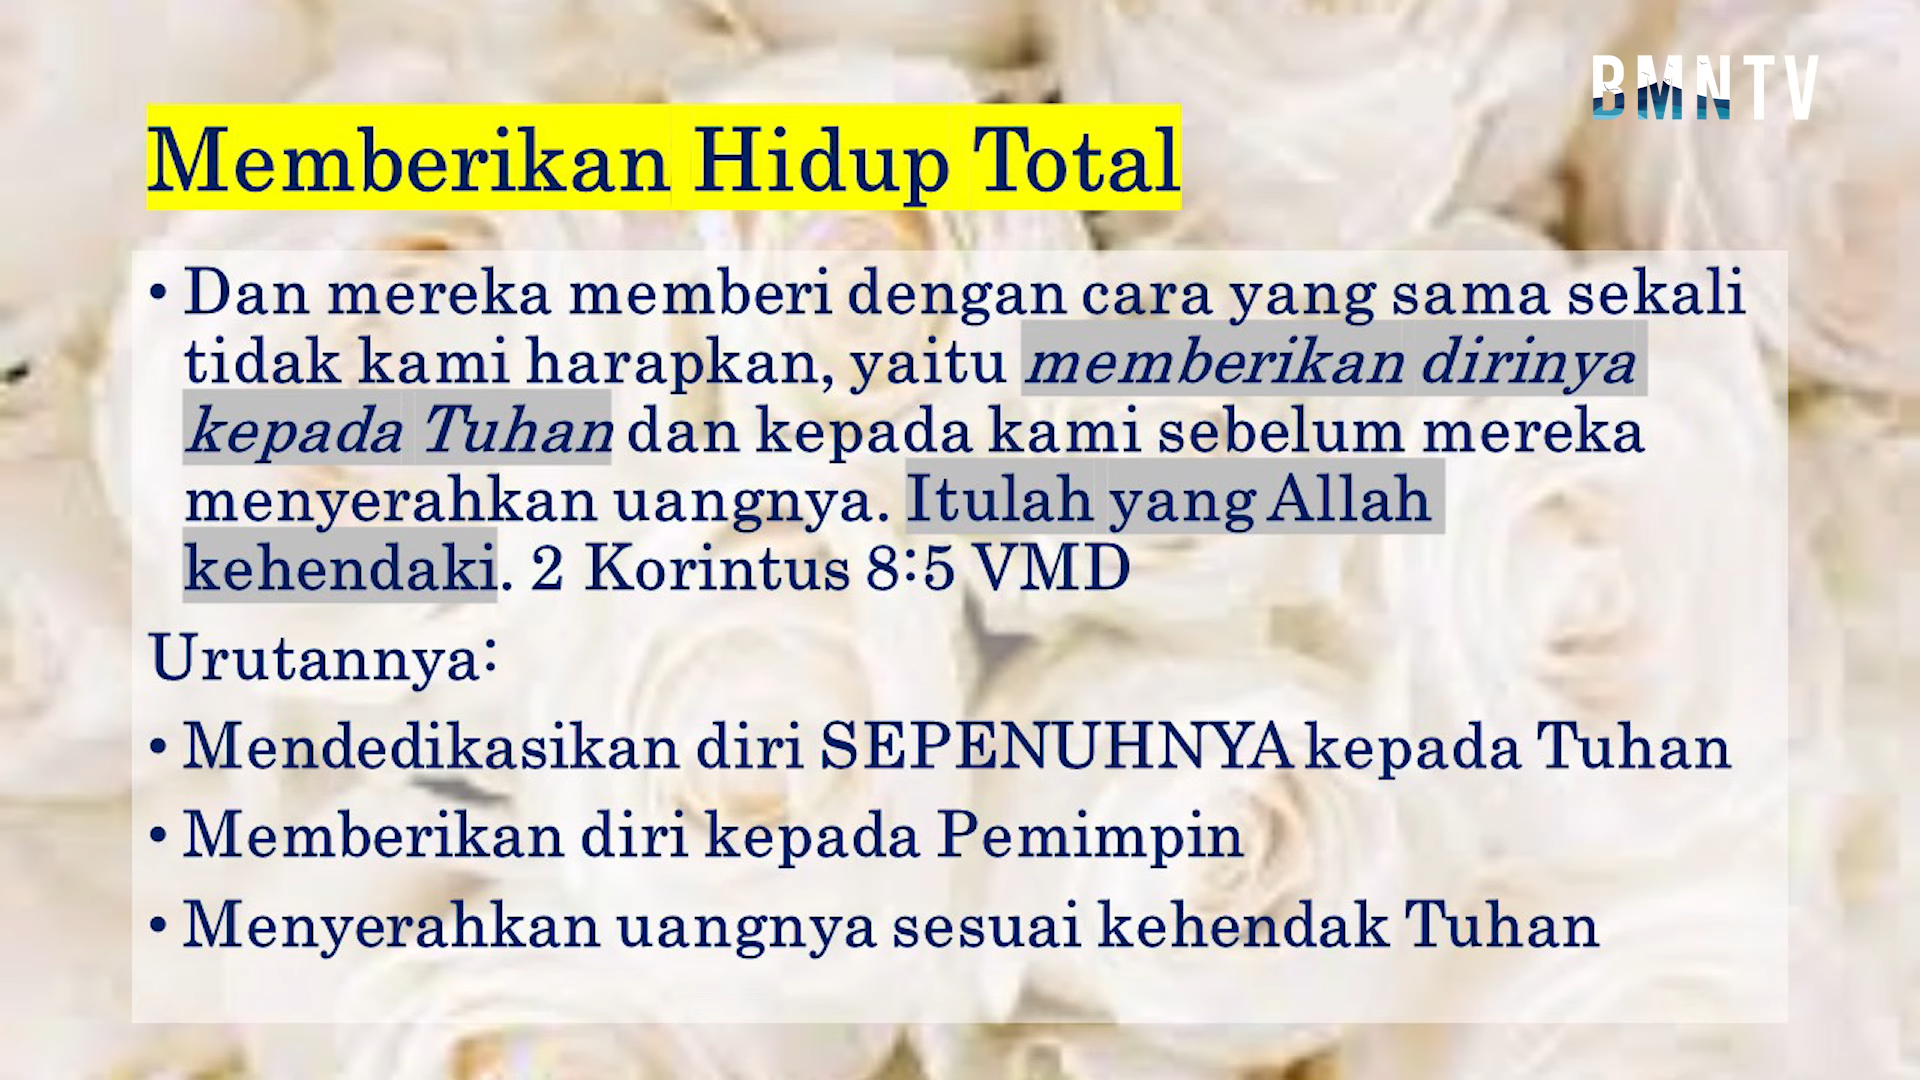 BMNTV
Memberikan Hidup Total
• Dan mereka memberi dengan cara yang sama sekali
tidak kami harapkan, yaitu memberikan dirinya
kepada Tuhan dan kepada kami sebelum mereka
menyerahkan uangnya. Itulah yang Allah
kehendaki. 2 Korintus 8:5 VMD
Urutannya:
• Mendedikasikan diri SEPENUHNYA kepada Tuhan
• Memberikan diri kepada Pemimpin
• Menyerahkan uangnya sesuai kehendak Tuhan